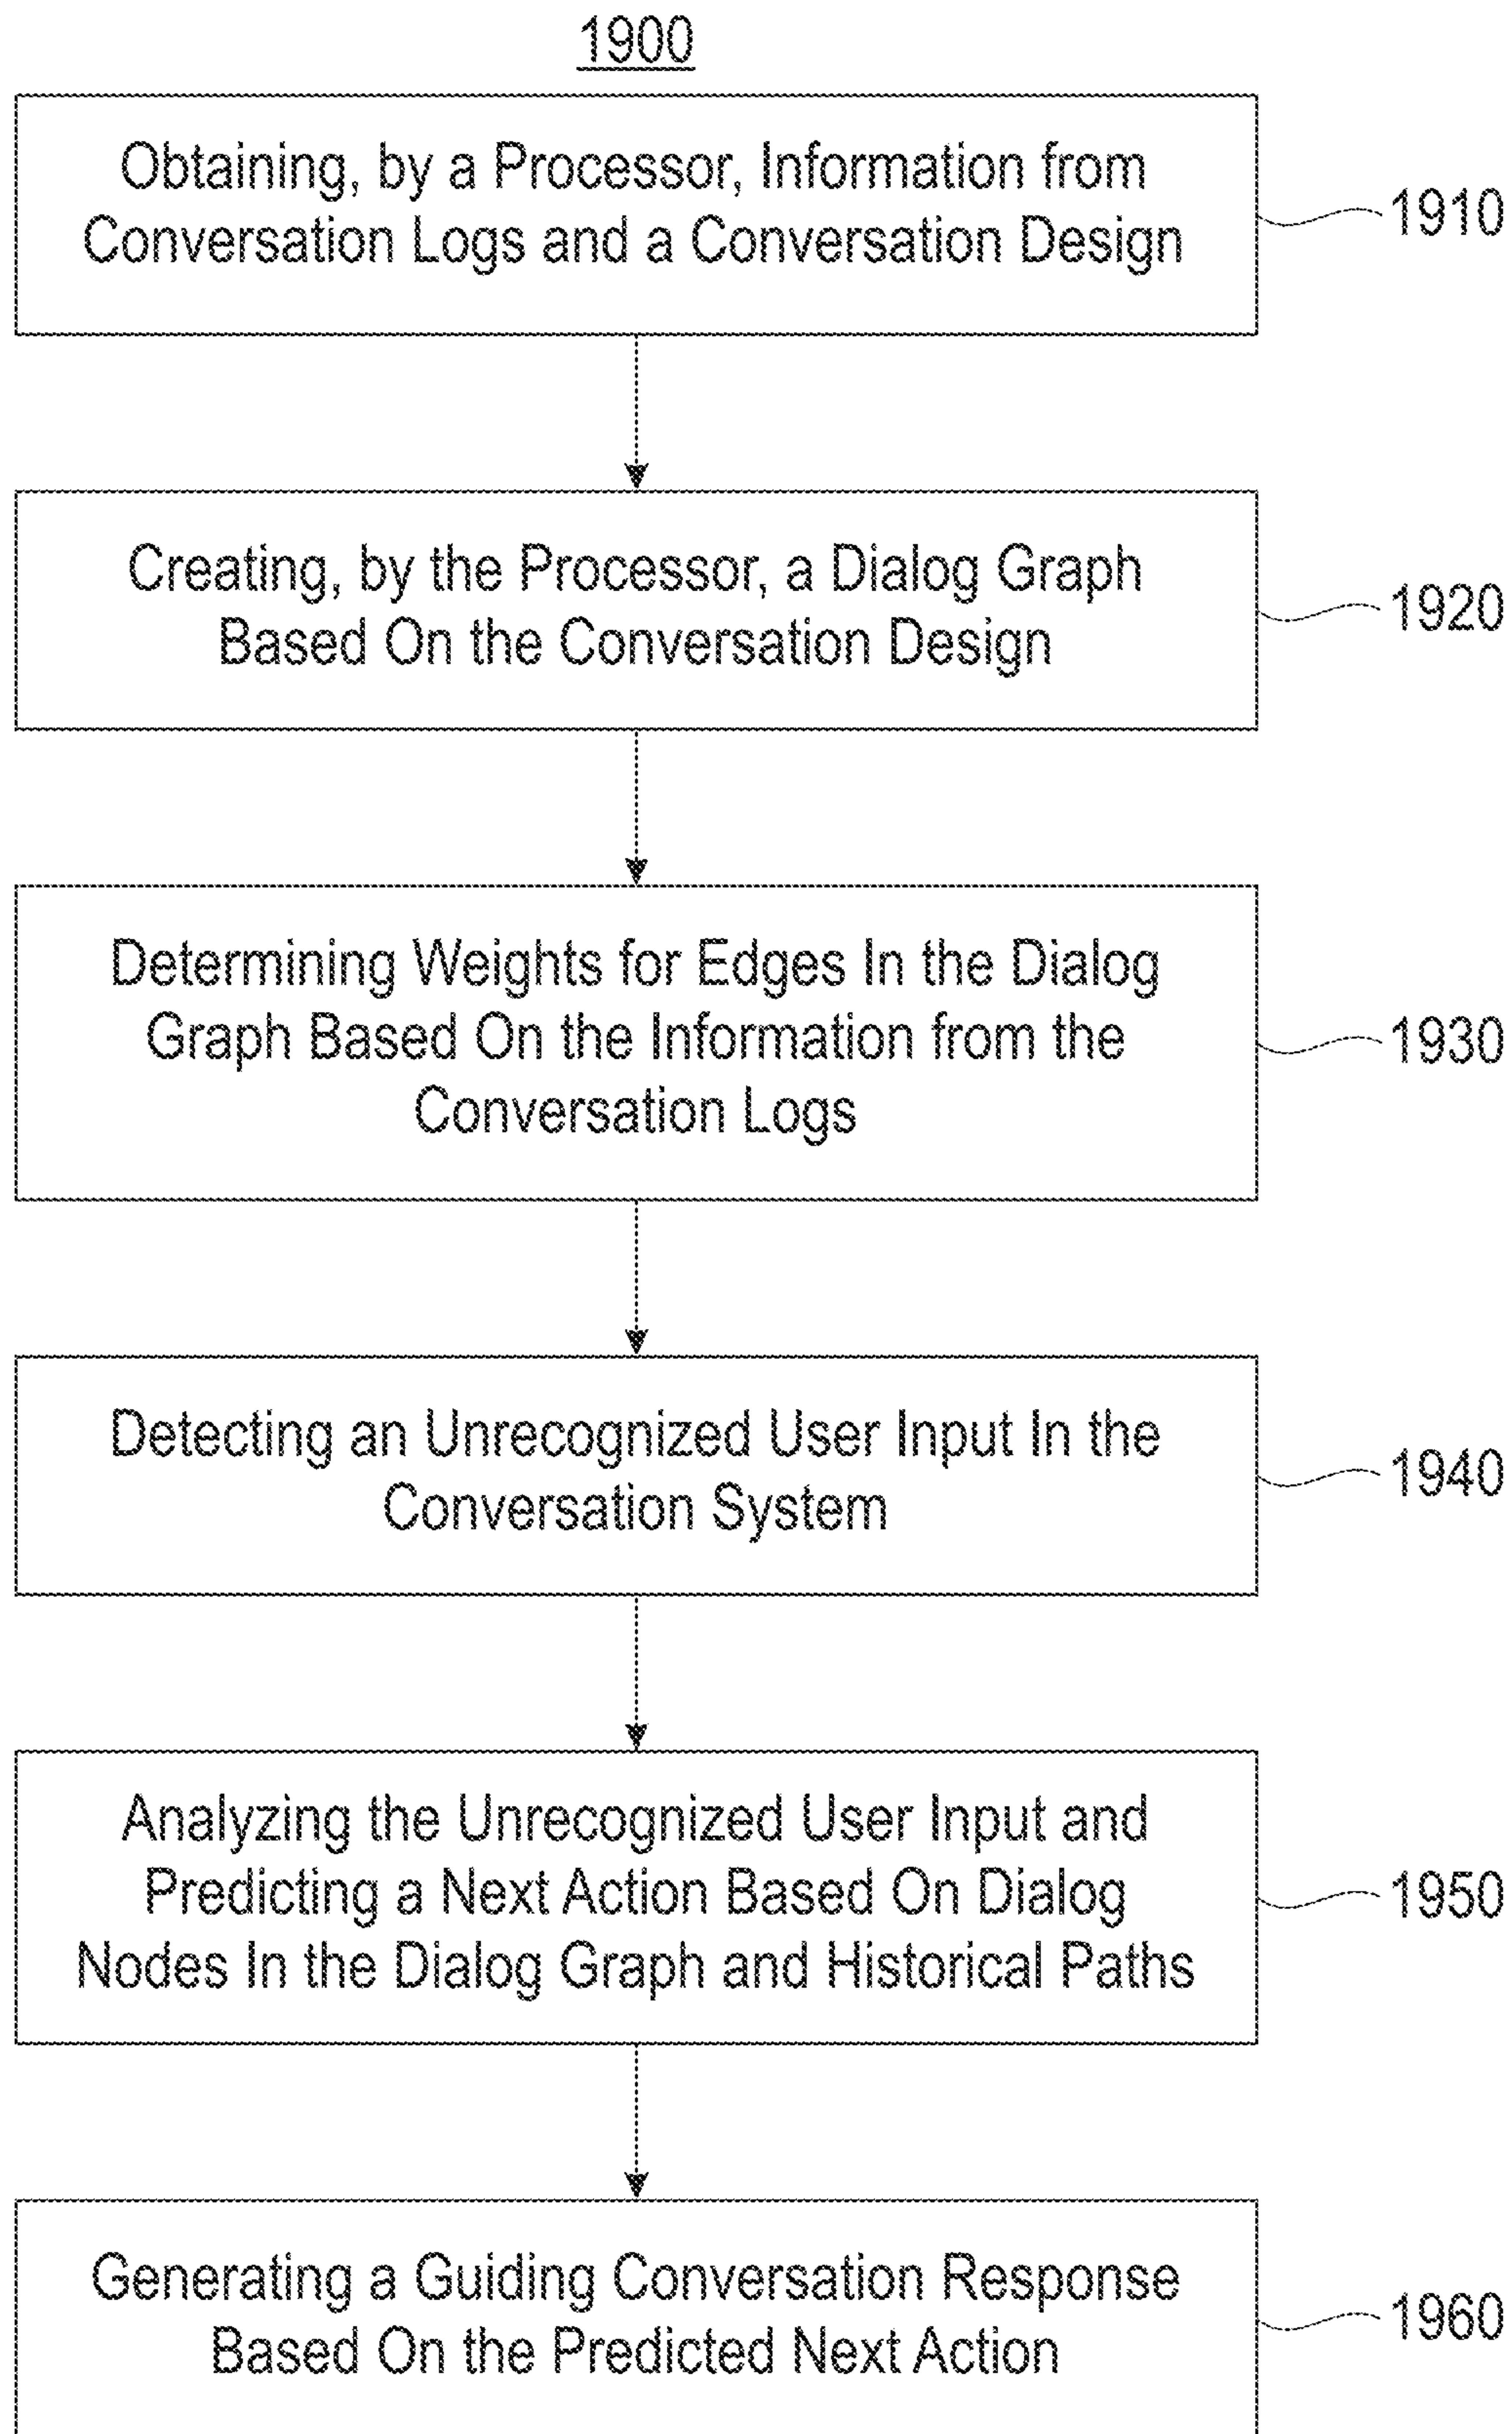 1900
Obtaining, by a Processor, Information from
Conversation Logs and a Conversation Design
1910
Creating, by the Processor, a Dialog Graph
Based On the Conversation Design
1920
Determining Weights for Edges In the Dialog
Graph Based On the Information from the
Conversation Logs
1930
Detecting an Unrecognized User Input In the
Conversation System
1940
Analyzing the Unrecognized User Input and
Predicting a Next Action Based On Dialog
Nodes In the Dialog Graph and Historical Paths
1950
Generating a Guiding Conversation Response
Based On the Predicted Next Action
1960